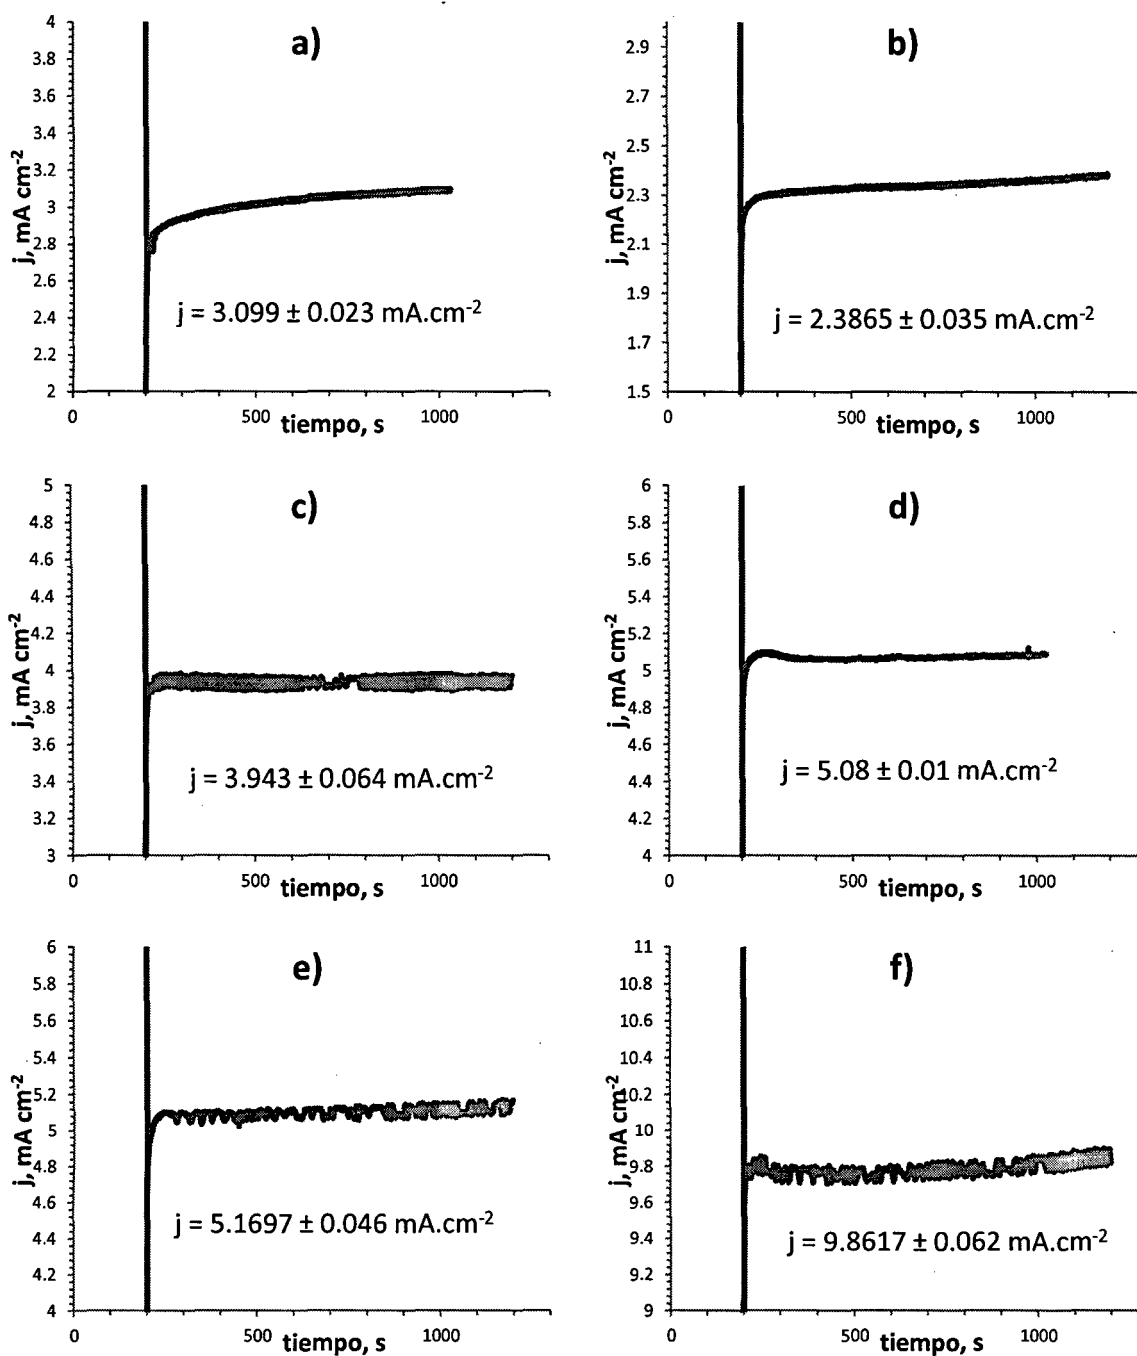 a)
4
3.8
3.6
3.4
3.2
3
2.8
2.6
2.4
2.2
2
j, mA cm-2
j = 3.099 ± 0.023 mA.cm-2
0 500 1000
tiempo, s
b)
2.9
2.7
2.5
2.3
2.1
1.9
1.7
1.5
j, mA cm-2
j = 2.3865 ± 0.035 mA.cm-2
0 500 1000
tiempo, s
c)
5
4.8
4.6
4.4
4.2
4
3.8
3.6
3.4
3.2
3
j, mA cm-2
j = 3.943 ± 0.064 mA.cm-2
0 500 1000
tiempo, s
d)
6
5.8
5.6
5.4
5.2
5
4.8
4.6
4.4
4.2
4
j, mA cm-2
j = 5.08 ± 0.01 mA.cm-2
0 500 1000
tiempo, s
e)
6
5.8
5.6
5.4
5.2
5
4.8
4.6
4.4
4.2
4
j, mA cm-2
j = 5.1697 ± 0.046 mA.cm-2
0 500 1000
tiempo, s
f)
11
10.8
10.6
10.4
10.2
10
9.8
9.6
9.4
9.2
9
j, mA cm-2
j = 9.8617 ± 0.062 mA.cm-2
0 500 1000
tiempo, s